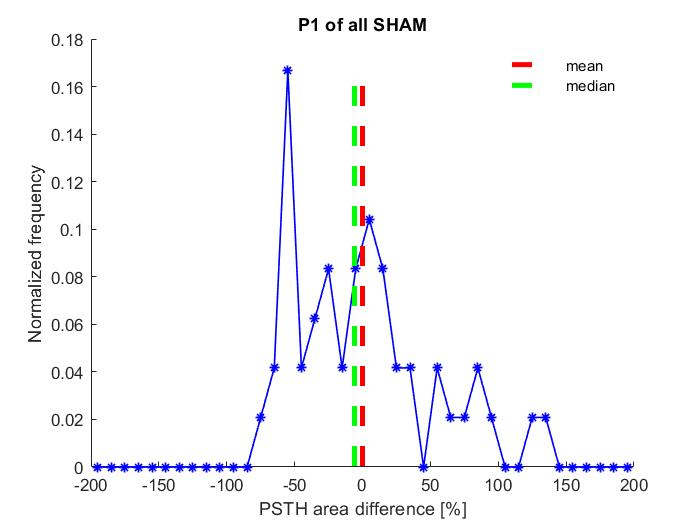 P1 of all SHAM
mean
median
0.18
0.16
0.14
0.12
0.1
0.08
0.06
0.04
0.02
0
Normalized frequency
-200 -150 -100 -50 0 50 100 150 200
PSTH area difference [%]